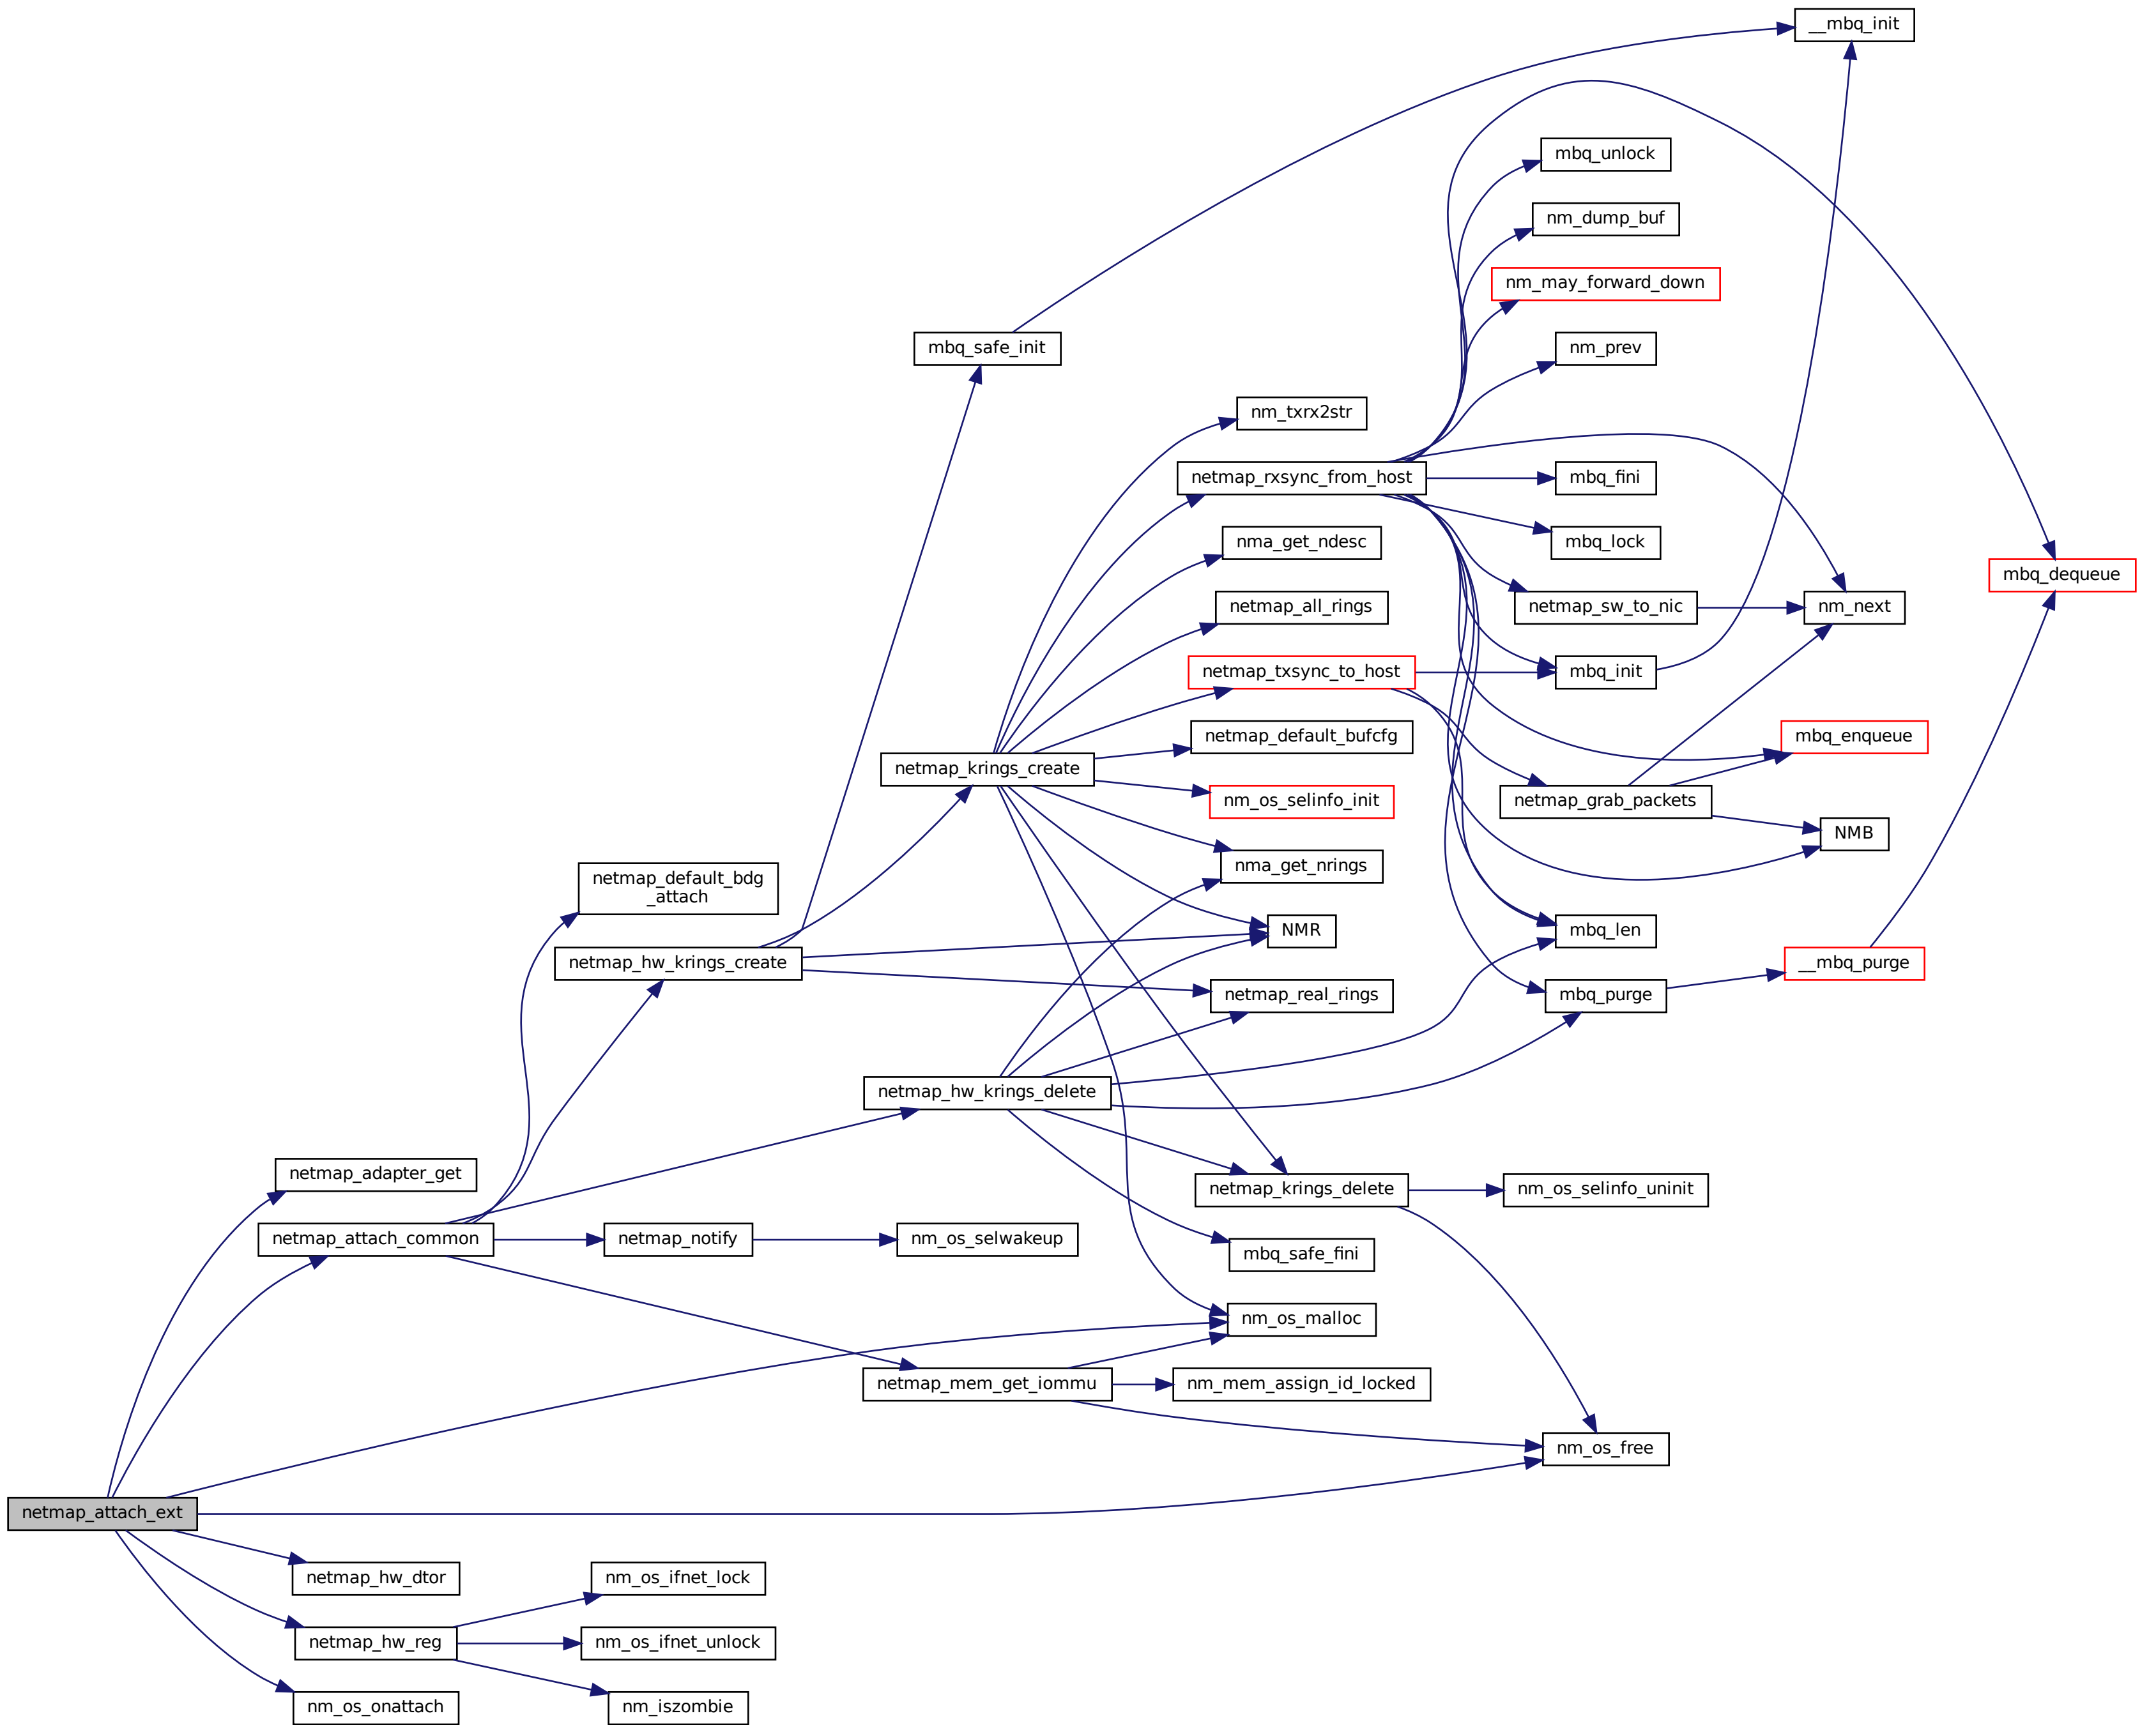 __mbq_init
mbq_unlock
nm_dump_buf
nm_may_forward_down
mbq_safe_init
nm_prev
nm_txrx2str
netmap_rxsync_from_host
mbq_fini
nma_get_ndesc
mbq_lock
mbq_dequeue
netmap_all_rings
netmap_sw_to_nic
nm_next
netmap_txsync_to_host
mbq_init
netmap_default_bufcfg
mbq_enqueue
netmap_krings_create
nm_os_selinfo_init
netmap_grab_packets
NMB
nma_get_nrings
netmap_default_bdg
_attach
NMR
mbq_len
netmap_hw_krings_create
__mbq_purge
netmap_real_rings
mbq_purge
netmap_hw_krings_delete
netmap_adapter_get
netmap_krings_delete
nm_os_selinfo_uninit
netmap_attach_common
netmap_notify
nm_os_selwakeup
mbq_safe_fini
nm_os_malloc
netmap_mem_get_iommu
nm_mem_assign_id_locked
nm_os_free
netmap_attach_ext
netmap_hw_dtor
nm_os_ifnet_lock
netmap_hw_reg
nm_os_ifnet_unlock
nm_os_onattach
nm_iszombie